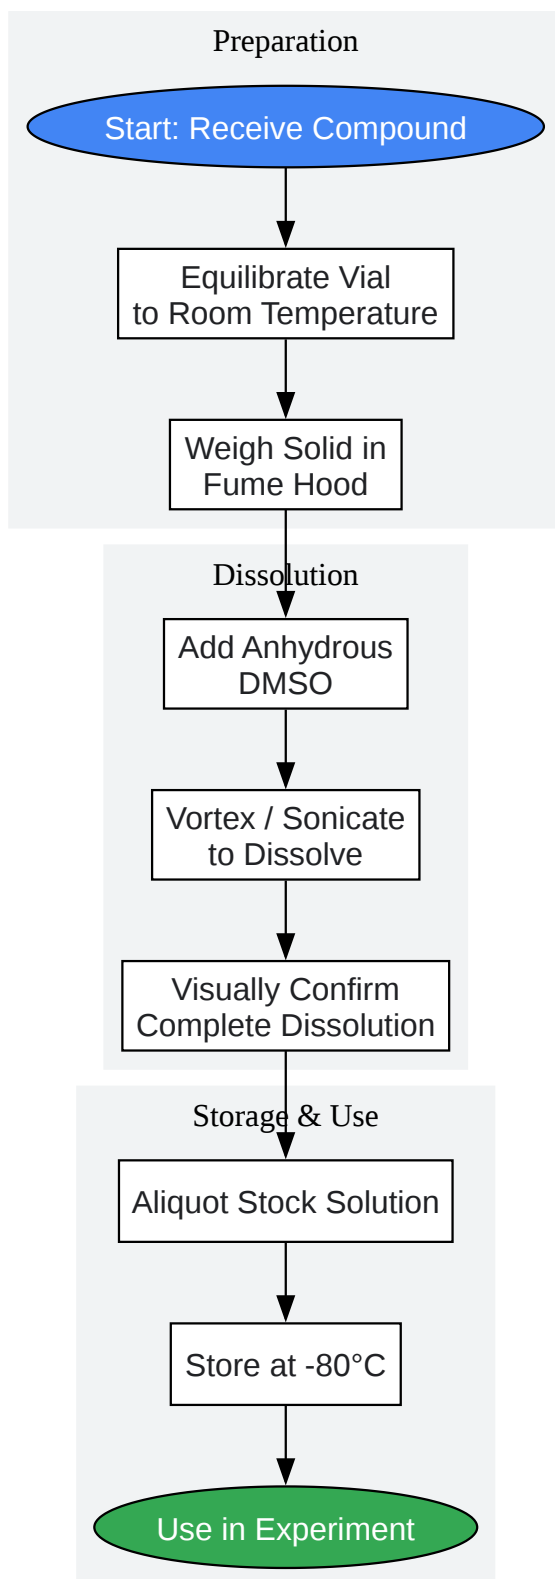 Preparation
Start: Receive Compound
Equilibrate Vial
to Room Temperature
Weigh Solid in
Fume Hood
Dissolution
Add Anhydrous
DMSO
Vortex / Sonicate
to Dissolve
Visually Confirm
Complete Dissolution
Storage & Use
Aliquot Stock Solution
Store at -80°C
Use in Experiment